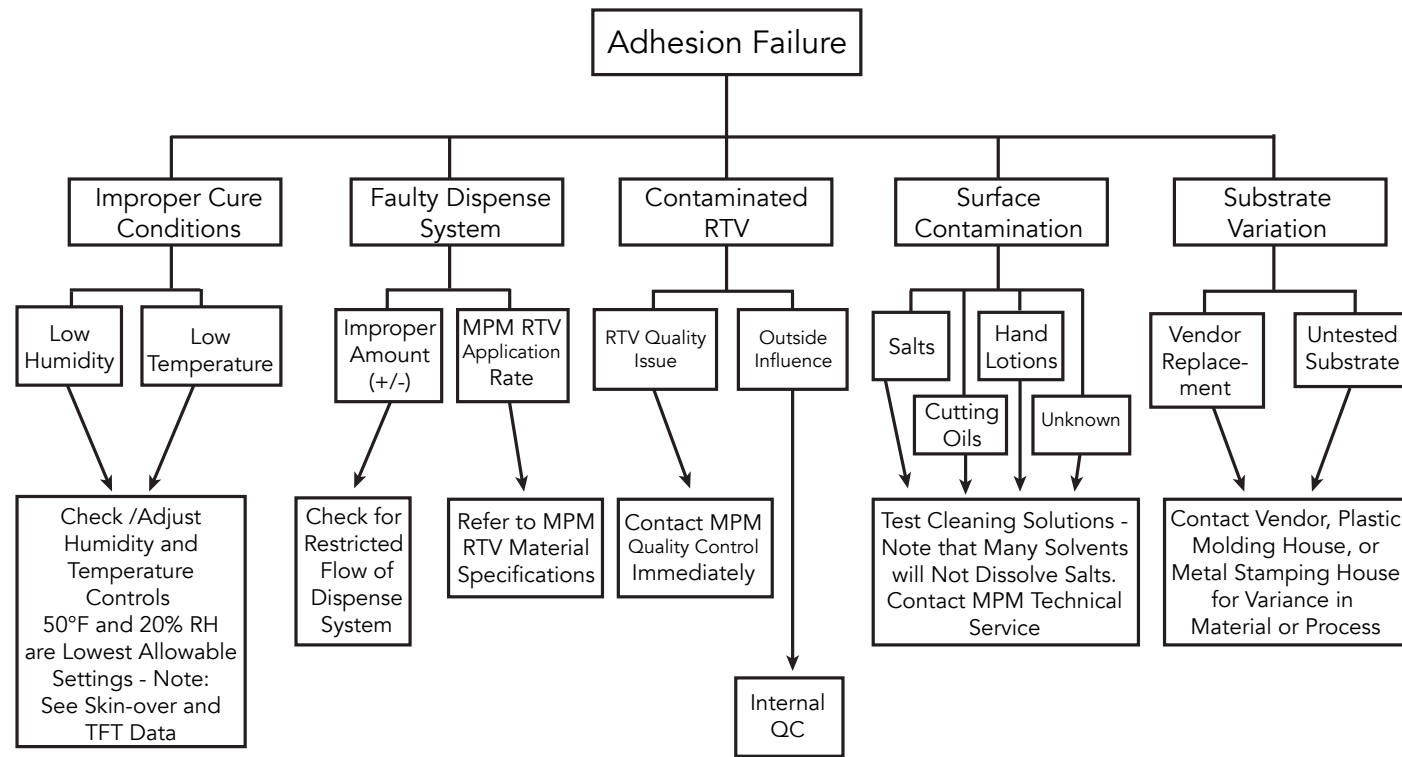 Adhesion Failure
Improper Cure
Conditions
Faulty Dispense
System
Contaminated
RTV
Surface
Contamination
Substrate
Variation
Low
Humidity
Low
Temperature
Improper
Amount
(+/-)
MPM RTV
Application
Rate
RTV Quality
Issue
Outside
Influence
Salts
Cutting
Oils
Hand
Lotions
Unknown
Vendor
Replace-
ment
Untested
Substrate
Check /Adjust
Humidity and
Temperature
Controls
50°F and 20% RH
are Lowest Allowable
Settings - Note:
See Skin-over and
TFT Data
Check for
Restricted
Flow of
Dispense
System
Refer to MPM
RTV Material
Specifications
Contact MPM
Quality Control
Immediately
Internal
QC
Test Cleaning Solutions -
Note that Many Solvents
will Not Dissolve Salts.
Contact MPM Technical
Service
Contact Vendor, Plastic
Molding House, or
Metal Stamping House
for Variance in
Material or Process